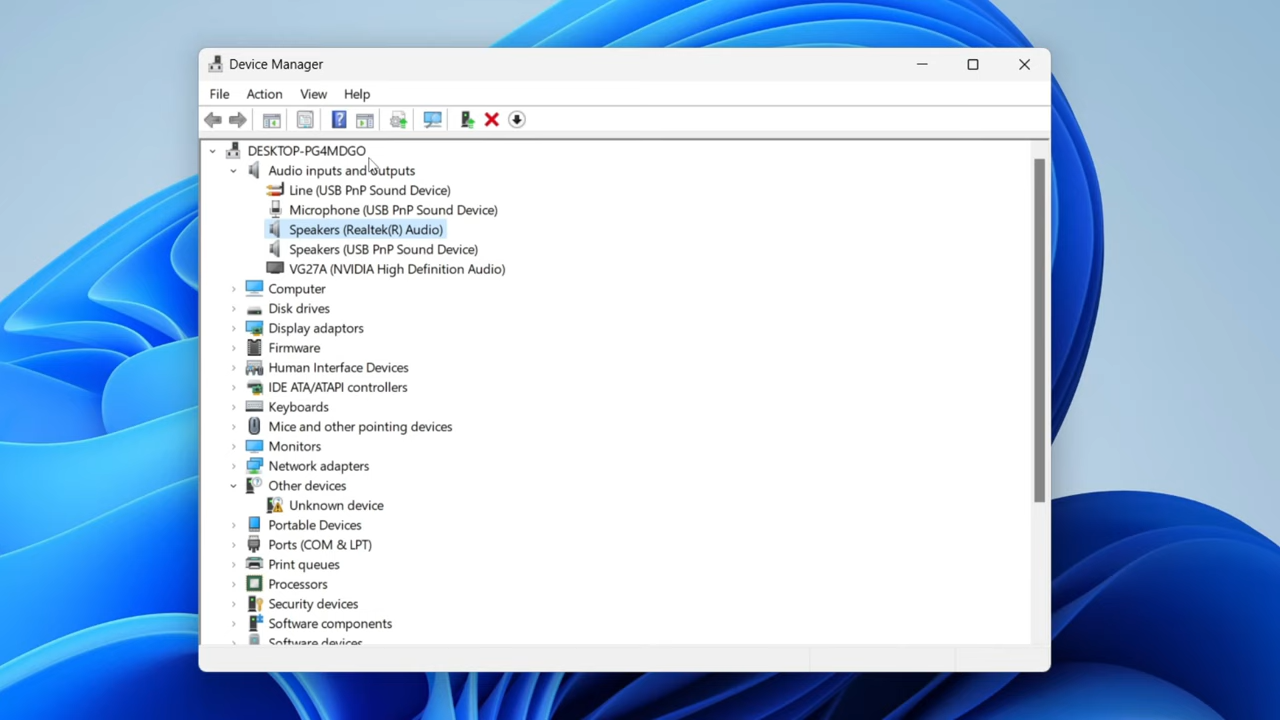 Device Manager
File Action View Help
DESKTOP-PG4MDGO
Audio inputs and outputs
Line (USB PnP Sound Device)
Microphone (USB PnP Sound Device)
Speakers (Realtek(R) Audio)
Speakers (USB PnP Sound Device)
VG27A (NVIDIA High Definition Audio)
Computer
Disk drives
Display adaptors
Firmware
Human Interface Devices
IDE ATA/ATAPI controllers
Keyboards
Mice and other pointing devices
Monitors
Network adapters
Other devices
Unknown device
Portable Devices
Ports (COM & LPT)
Print queues
Processors
Security devices
Software components
Software devices